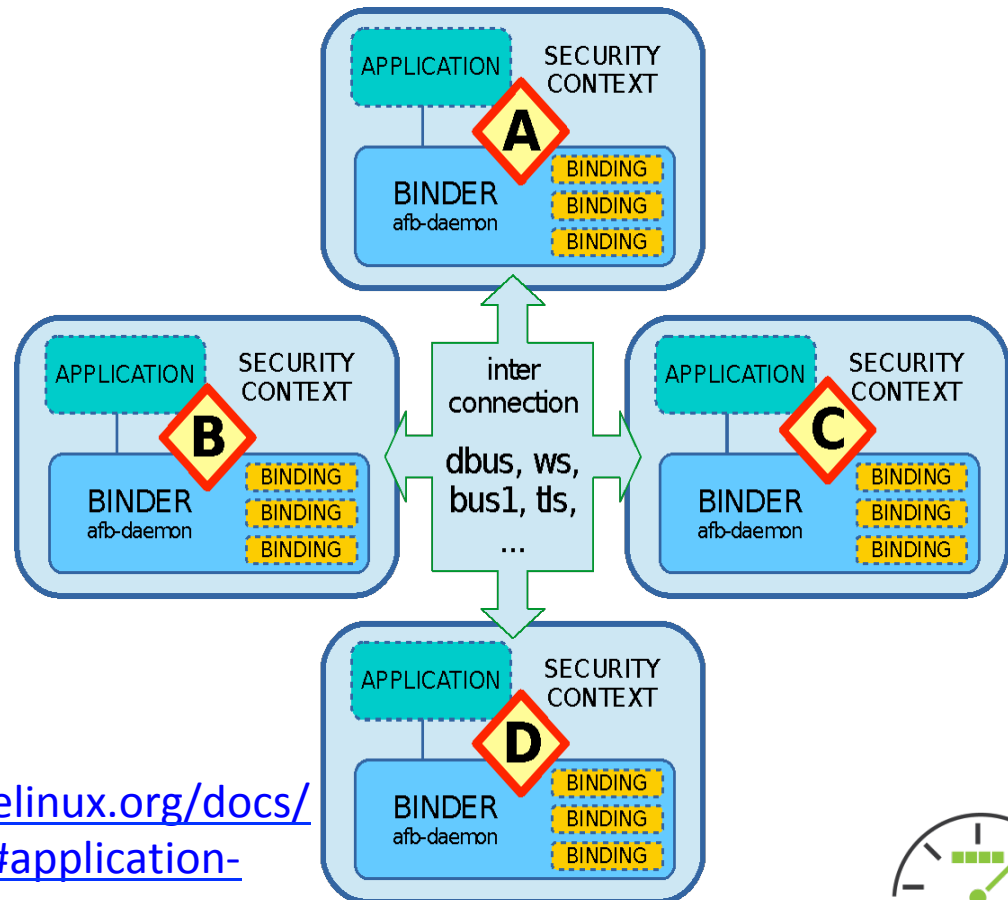 APPLICATION
SECURITY
CONTEXT
A
BINDER
afb-daemon
BINDING
BINDING
BINDING
APPLICATION
SECURITY
CONTEXT
B
BINDER
afb-daemon
BINDING
BINDING
BINDING
inter
connection
dbus, ws,
bus1, tls,
...
APPLICATION
SECURITY
CONTEXT
C
BINDER
afb-daemon
BINDING
BINDING
BINDING
APPLICATION
SECURITY
CONTEXT
D
BINDER
afb-daemon
BINDING
BINDING
BINDING
elinux.org/docs/
#application-